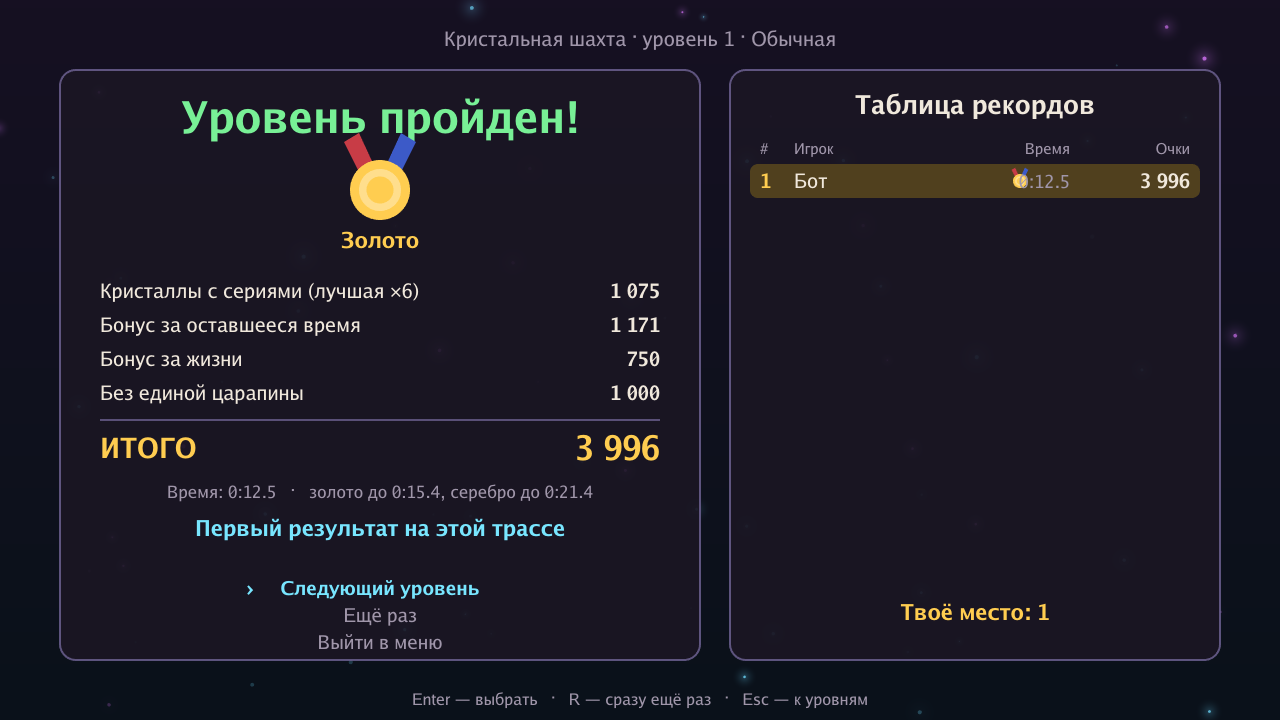 Кристальная шахта · уровень 1 · Обычная
Уровень пройден!
Золото
Кристаллы с сериями (лучшая ×6) 1 075
Бонус за оставшееся время 1 171
Бонус за жизни 750
Без единой царапины 1 000
ИТОГО 3 996
Время: 0:12.5 · золото до 0:15.4, серебро до 0:21.4
Первый результат на этой трассе
› Следующий уровень
Ещё раз
Выйти в меню
Таблица рекордов
# Игрок Время Очки
1 Бот 0:12.5 3 996
Твоё место: 1
Enter — выбрать · R — сразу ещё раз · Esc — к уровням